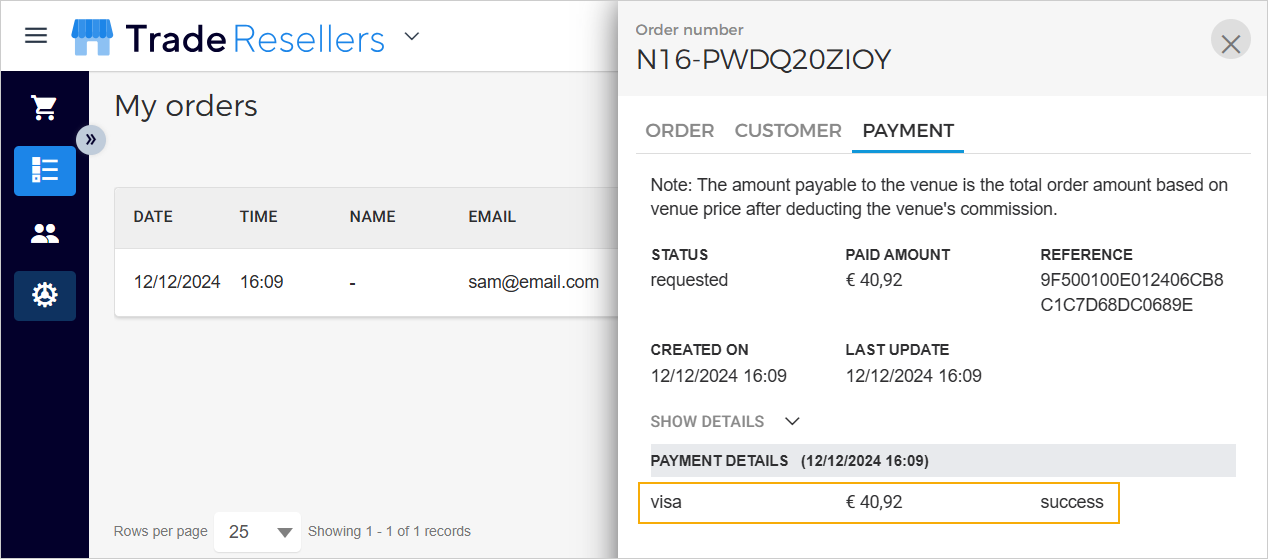 Trade Resellers
My orders
DATE TIME NAME EMAIL
12/12/2024 16:09 - sam@email.com
Rows per page 25 Showing 1 - 1 of 1 records
Order number
N16-PWDQ20ZIOY
ORDER CUSTOMER PAYMENT
Note: The amount payable to the venue is the total order amount based on
venue price after deducting the venue's commission.
STATUS PAID AMOUNT REFERENCE
requested € 40,92 9F500100E012406CB8
C1C7D68DC0689E
CREATED ON LAST UPDATE
12/12/2024 16:09 12/12/2024 16:09
SHOW DETAILS
PAYMENT DETAILS (12/12/2024 16:09)
visa € 40,92 success